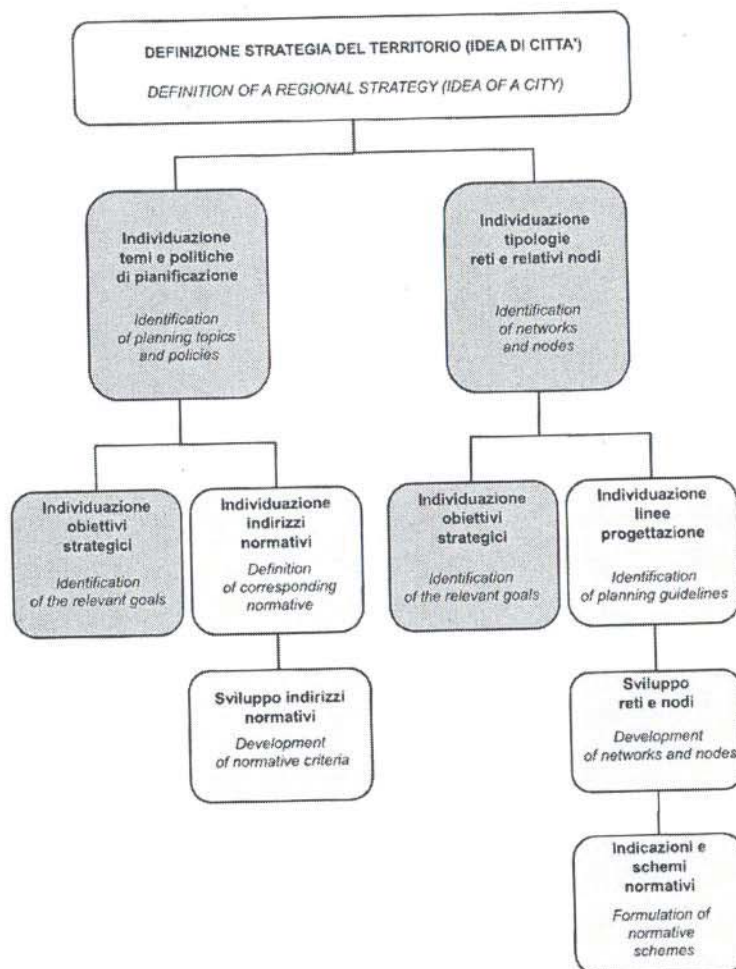 DEFINIZIONE STRATEGIA DEL TERRITORIO (IDEA DI CITTA')
DEFINITION OF A REGIONAL STRATEGY (IDEA OF A CITY)
Individuazione
temi e politiche
di pianificazione
Identification
of planning topics
and policies
Individuazione
tipologie
reti e relativi nodi
Identification
of networks
and nodes
Individuazione
obiettivi
strategici
Identification
of the relevant goals
Individuazione
indirizzi
normativi
Definition
of corresponding
normative
Individuazione
obiettivi
strategici
Identification
of the relevant goals
Individuazione
linee
progettazione
Identification
of planning guidelines
Sviluppo indirizzi
normativi
Development
of normative criteria
Sviluppo
reti e nodi
Development
of networks and nodes
Indicazioni e
schemi
normativi
Formulation of
normative
schemes